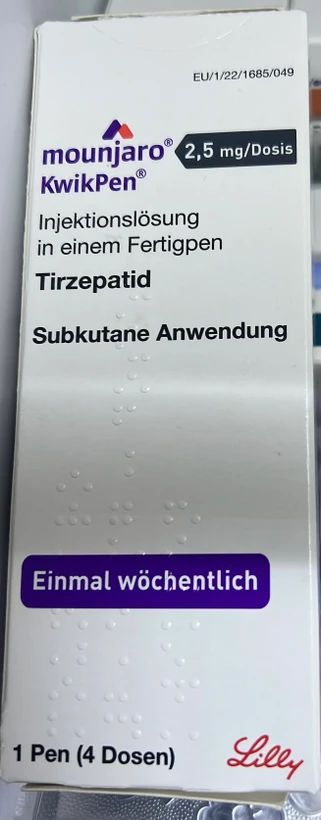 EU/1/22/1685/049
mounjaro® 2,5 mg/Dosis
KwikPen®
Injektionslösung
in einem Fertigpen
Tirzepatid
Subkutane Anwendung
Einmal wöchentlich
1 Pen (4 Dosen)
Lilly